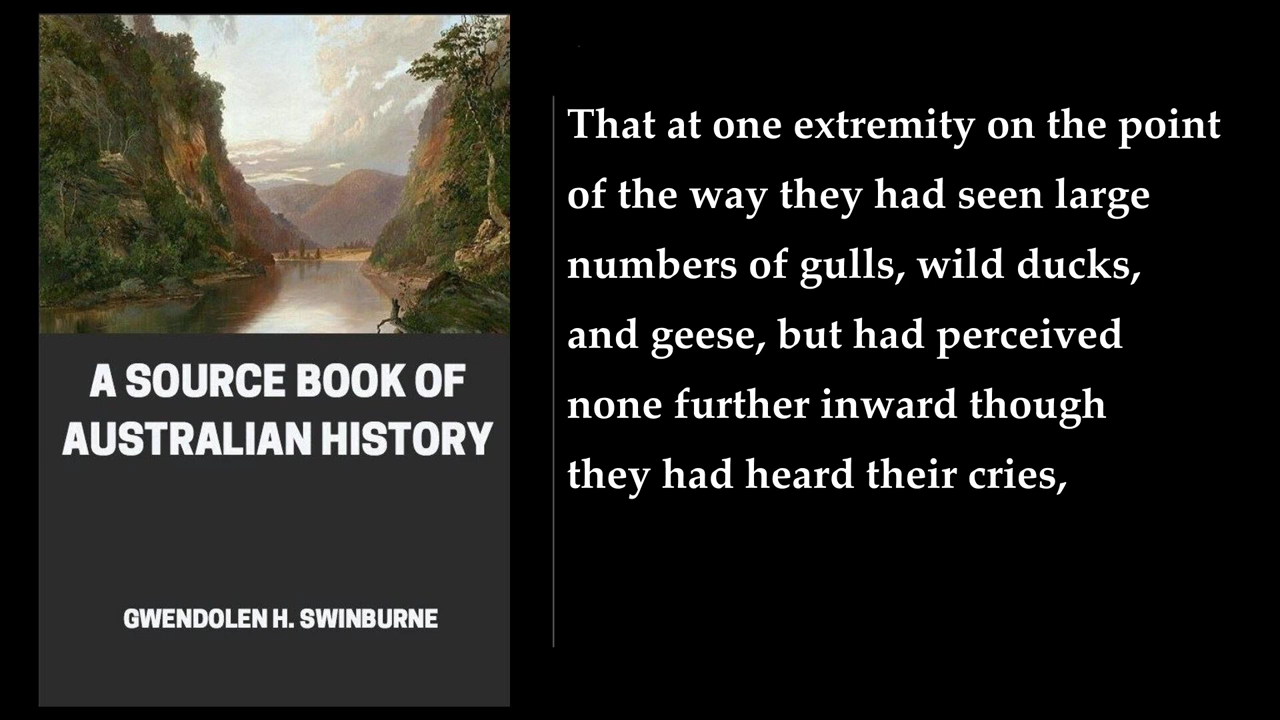 A SOURCE BOOK OF
AUSTRALIAN HISTORY
GWENDOLEN H. SWINBURNE
That at one extremity on the point
of the way they had seen large
numbers of gulls, wild ducks,
and geese, but had perceived
none further inward though
they had heard their cries,